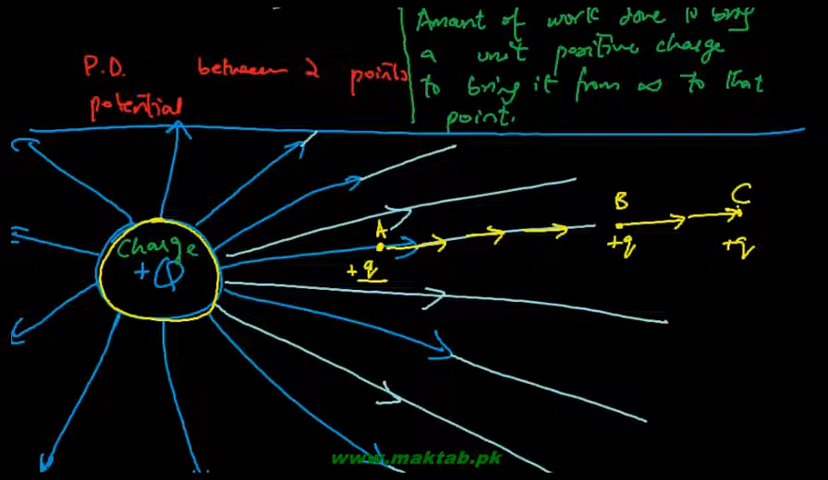 Amount of work done to bring
a unit positive charge
to bring it from ∞ to that
point.
P.D. between 2 points
potential
charge
+Q
A
+q
B
+q
C
+q
www.maktab.pk